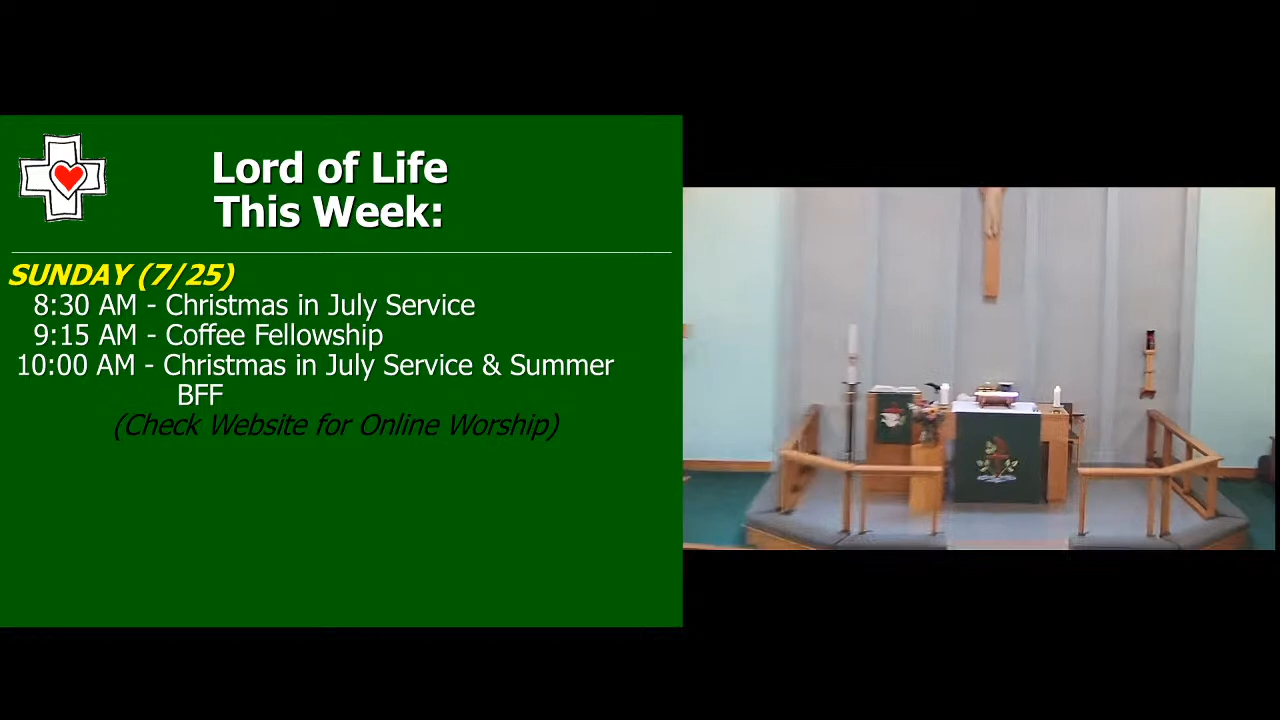 Lord of Life
This Week:
SUNDAY (7/25)
8:30 AM - Christmas in July Service
9:15 AM - Coffee Fellowship
10:00 AM - Christmas in July Service & Summer
BFF
(Check Website for Online Worship)